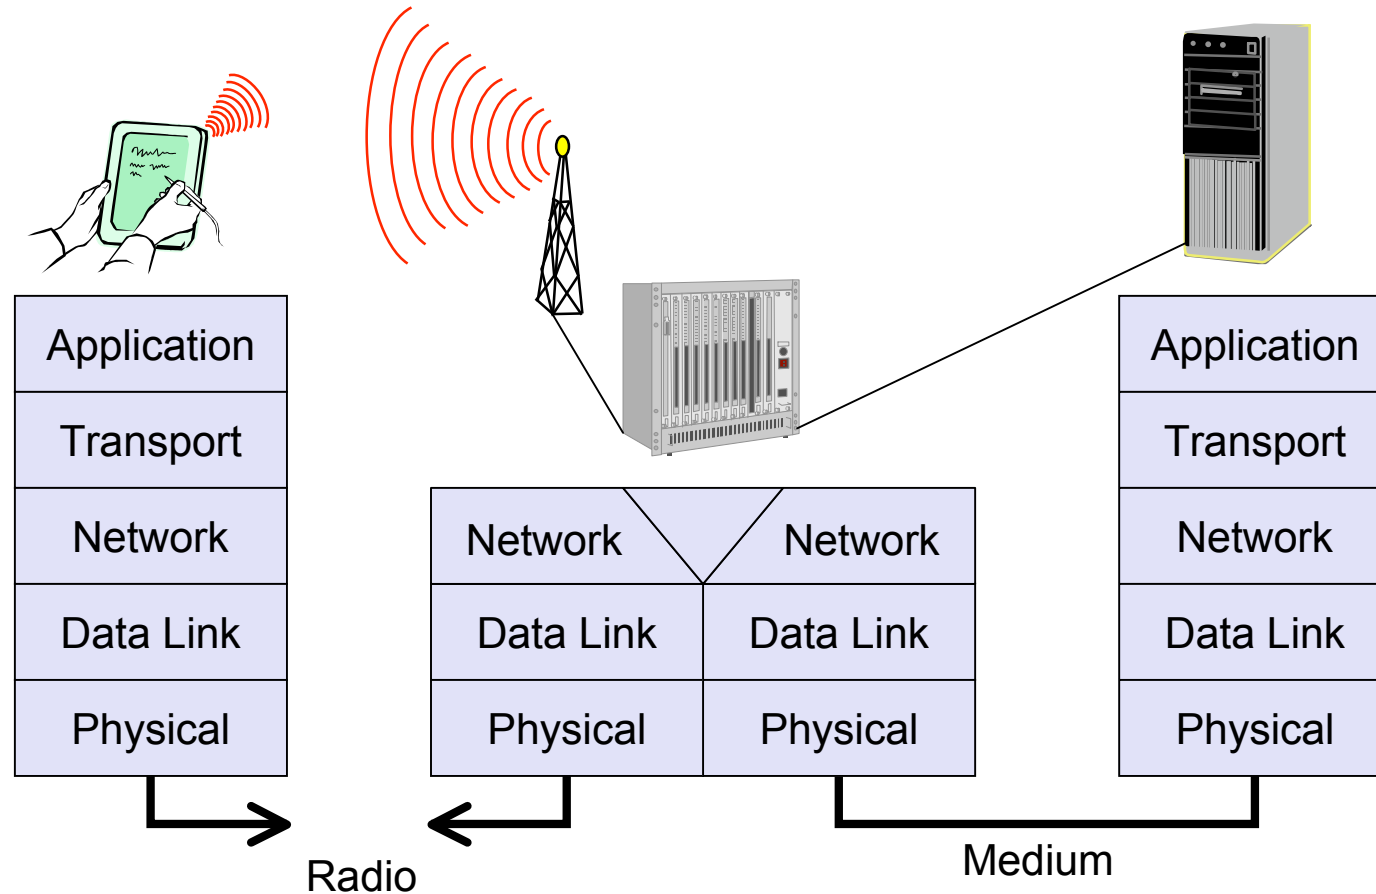 Application
Transport
Network
Data Link
Physical
Network Network
Data Link Data Link
Physical Physical
Application
Transport
Network
Data Link
Physical
Radio
Medium